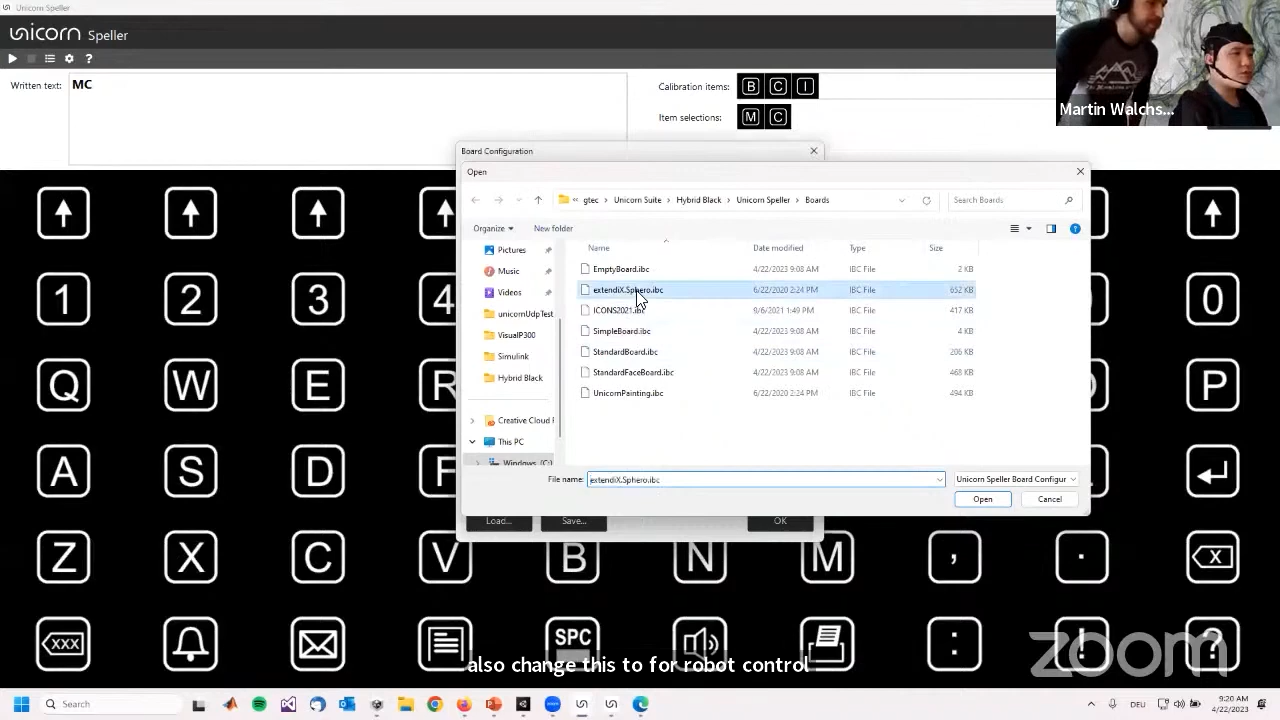 Unicorn Speller
unicorn Speller
Written text:
MC
Calibration items:
B C I
Item selections:
M C
Martin Walchs...
Board Configuration
Open
« gtec > Unicorn Suite > Hybrid Black > Unicorn Speller > Boards
Search Boards
Organize
New folder
Name
Date modified
Type
Size
Pictures
Music
Videos
unicornUdpTest
VisualP300
Simulink
Hybrid Black
Creative Cloud F
This PC
Windows (C:)
EmptyBoard.ibc 4/22/2023 9:08 AM IBC File 2 KB
extendiX.Sphero.ibc 6/22/2020 2:24 PM IBC File 652 KB
ICONS2021.ibc 9/6/2021 1:49 PM IBC File 417 KB
SimpleBoard.ibc 4/22/2023 9:08 AM IBC File 4 KB
StandardBoard.ibc 4/22/2023 9:08 AM IBC File 206 KB
StandardFaceBoard.ibc 4/22/2023 9:08 AM IBC File 468 KB
UnicornPainting.ibc 6/22/2020 2:24 PM IBC File 494 KB
File name:
extendiX.Sphero.ibc
Unicorn Speller Board Configur
Open
Cancel
Load...
Save...
OK
1 2 3 4 0
Q W E R P
A S D F
Z X C V B N M , . X
XXX SPC : ! ?
also change this to for robot control
zoom
Search
9:20 AM
4/22/2023